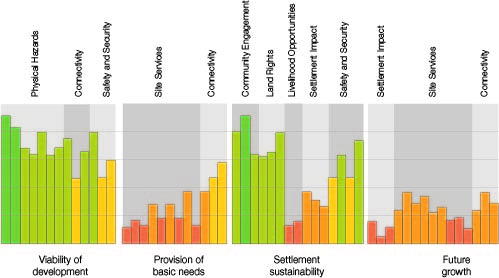 Physical Hazards
Connectivity
Safety and Security
Site Services
Connectivity
Community Engagement
Land Rights
Livelihood Opportunities
Settlement Impact
Safety and Security
Settlement Impact
Site Services
Connectivity
Viability of
development
Provision of
basic needs
Settlement
sustainability
Future
growth